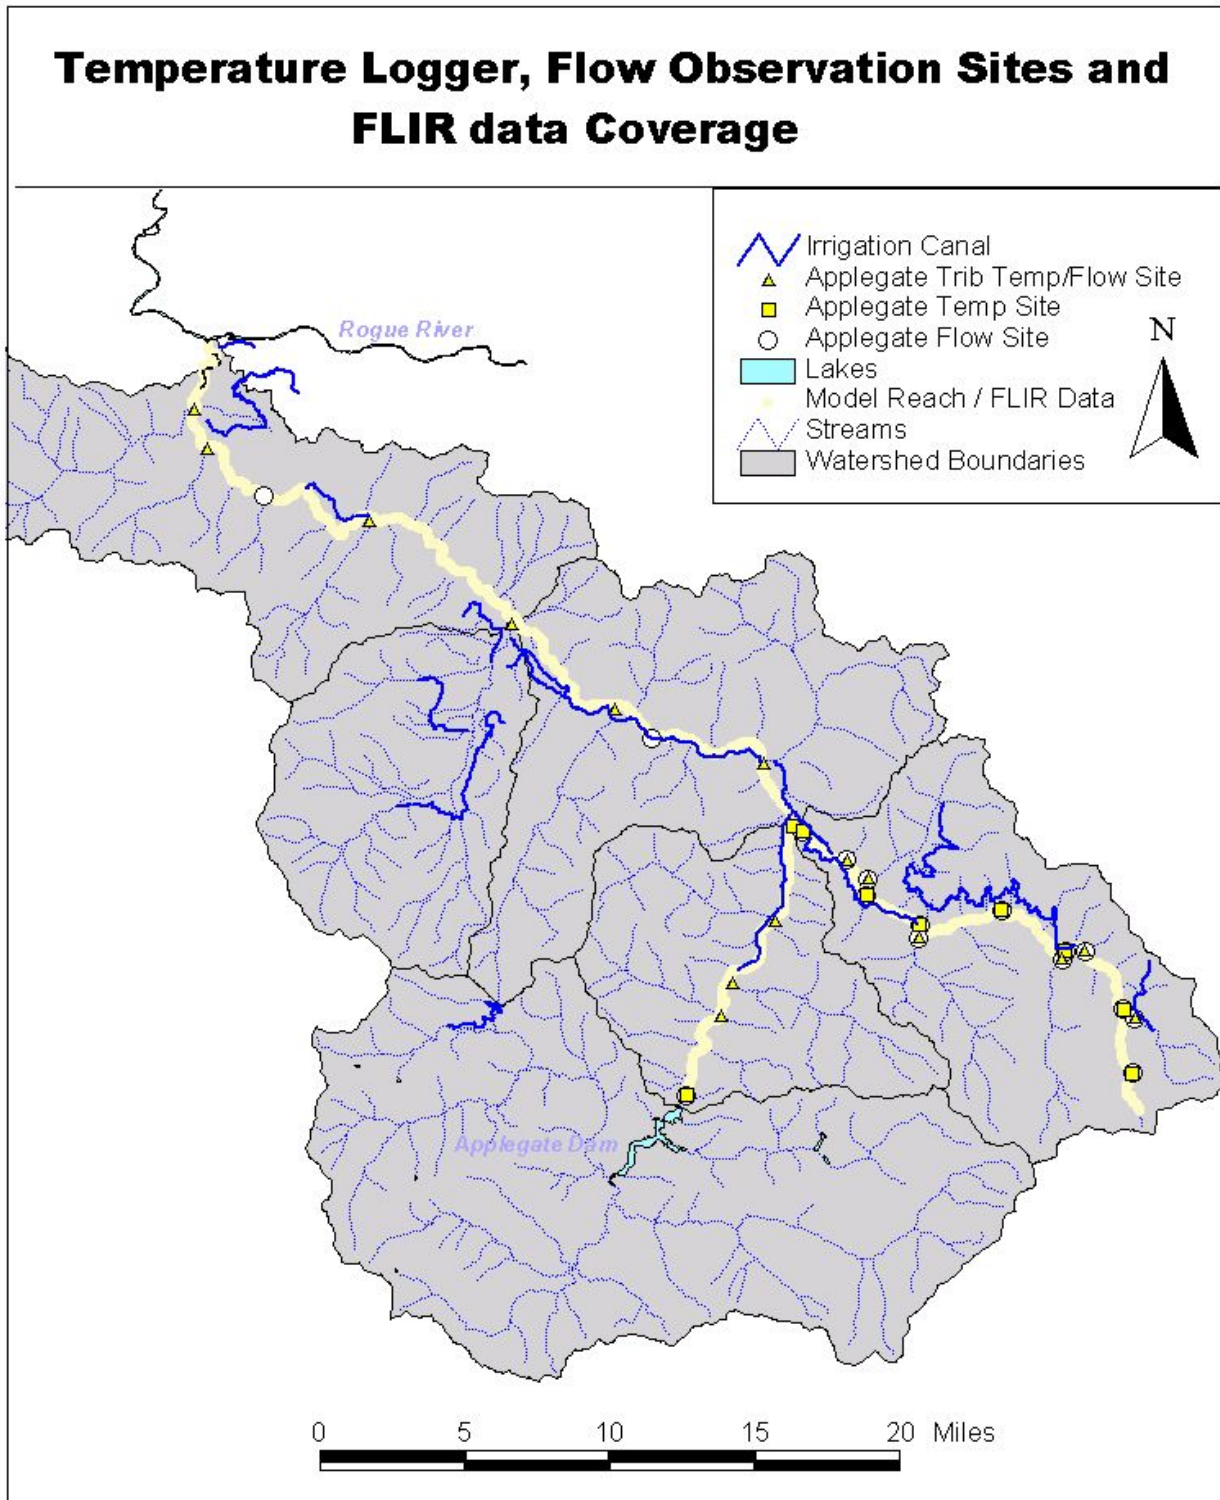 Temperature Logger, Flow Observation Sites and
FLIR data Coverage
Irrigation Canal
Applegate Trib Temp/Flow Site
Applegate Temp Site
Applegate Flow Site
Lakes
Model Reach / FLIR Data
Streams
Watershed Boundaries
N
Rogue River
Applegate Dam
0 5 10 15 20 Miles